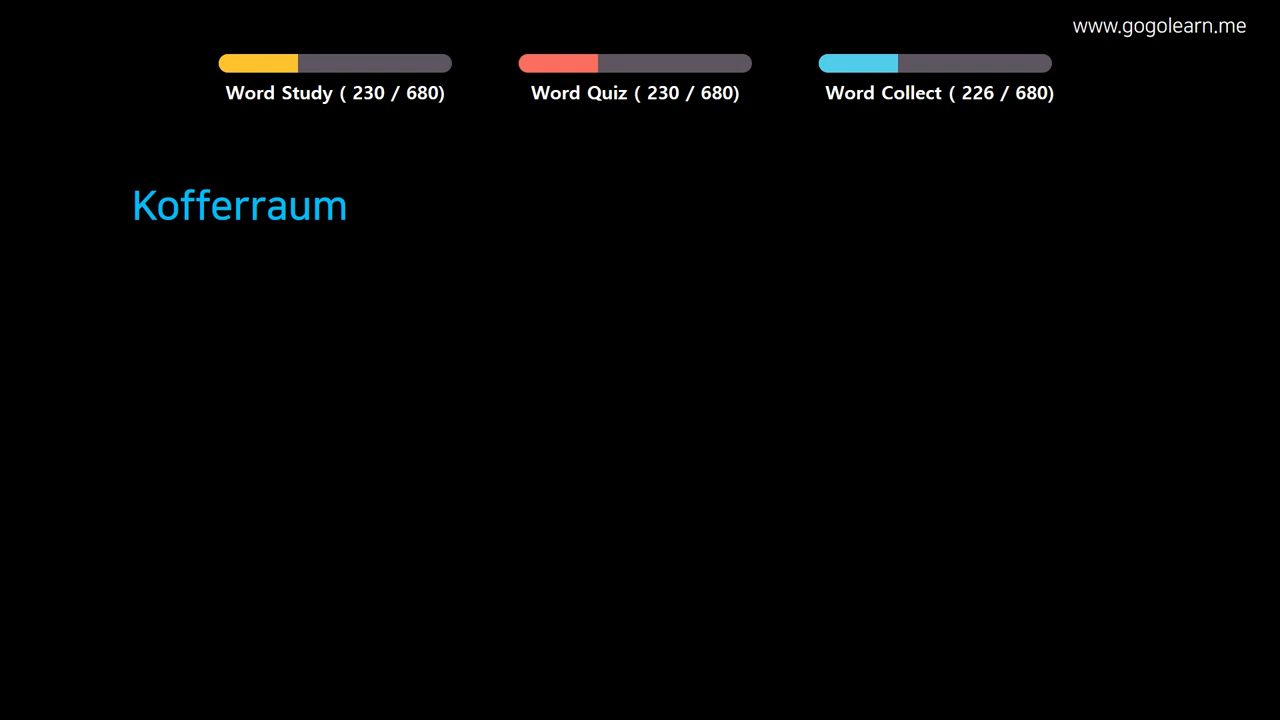 www.gogolearn.me
Word Study ( 230 / 680)
Word Quiz ( 230 / 680)
Word Collect ( 226 / 680)
Kofferraum